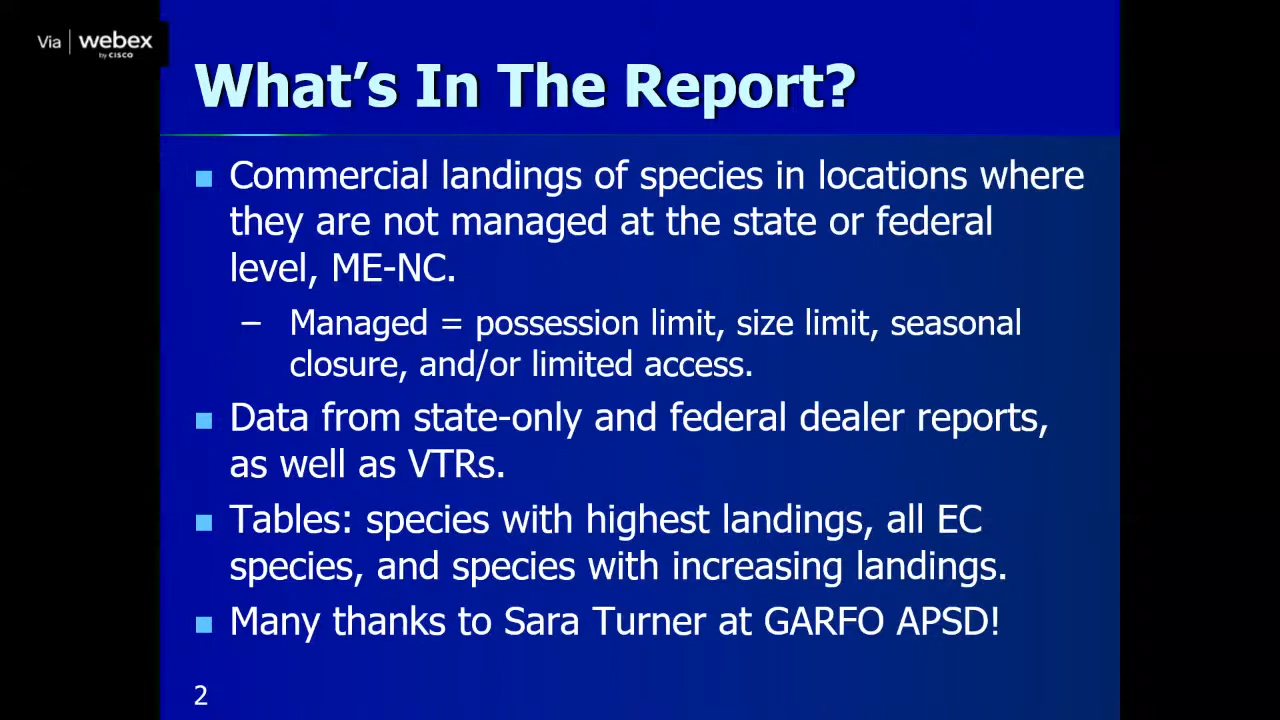 Via | webex
by CISCO
What's In The Report?
■ Commercial landings of species in locations where
they are not managed at the state or federal
level, ME-NC.
– Managed = possession limit, size limit, seasonal
closure, and/or limited access.
■ Data from state-only and federal dealer reports,
as well as VTRs.
■ Tables: species with highest landings, all EC
species, and species with increasing landings.
■ Many thanks to Sara Turner at GARFO APSD!
2